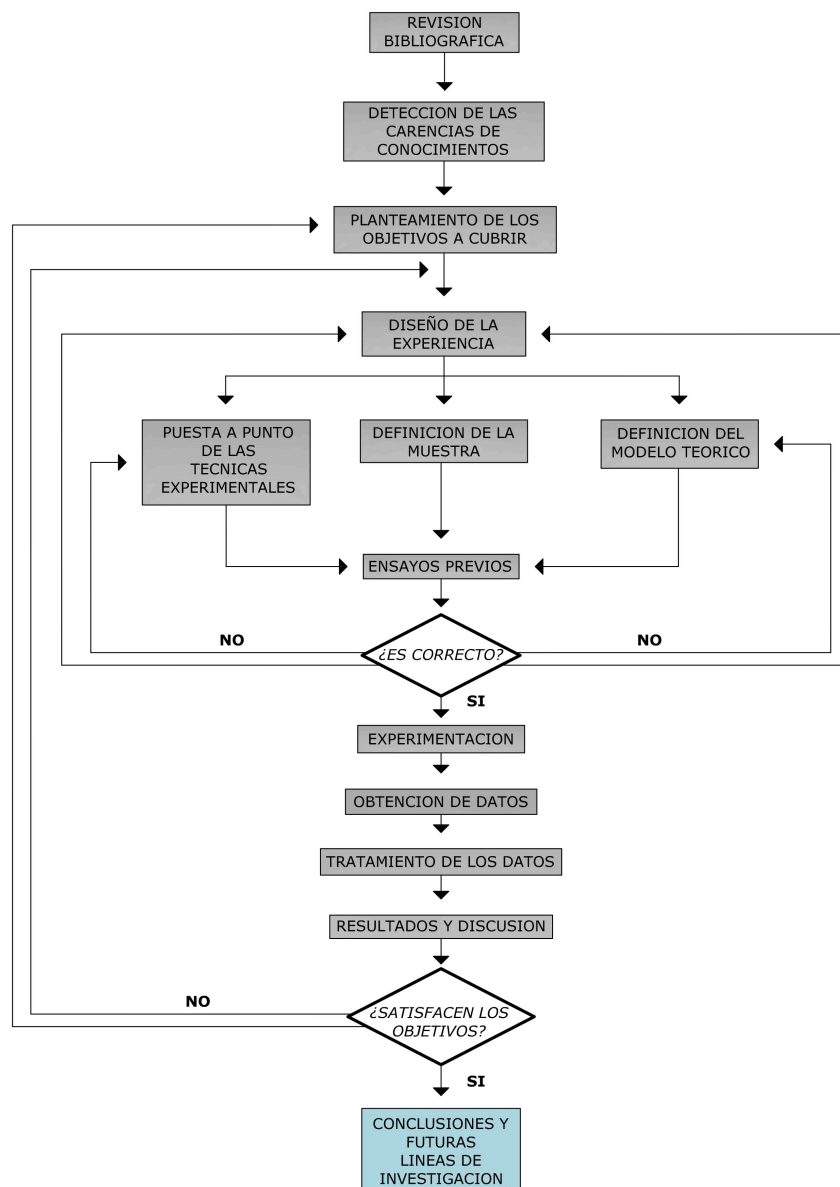 REVISION
BIBLIOGRAFICA
DETECCION DE LAS
CARENCIAS DE
CONOCIMIENTOS
PLANTEAMIENTO DE LOS
OBJETIVOS A CUBRIR
DISEÑO DE LA
EXPERIENCIA
PUESTA A PUNTO
DE LAS
TECNICAS
EXPERIMENTALES
DEFINICION DE LA
MUESTRA
DEFINICION DEL
MODELO TEORICO
ENSAYOS PREVIOS
NO
¿ES CORRECTO?
NO
SI
EXPERIMENTACION
OBTENCION DE DATOS
TRATAMIENTO DE LOS DATOS
RESULTADOS Y DISCUSION
NO
¿SATISFACEN LOS
OBJETIVOS?
SI
CONCLUSIONES Y
FUTURAS
LINEAS DE
INVESTIGACION